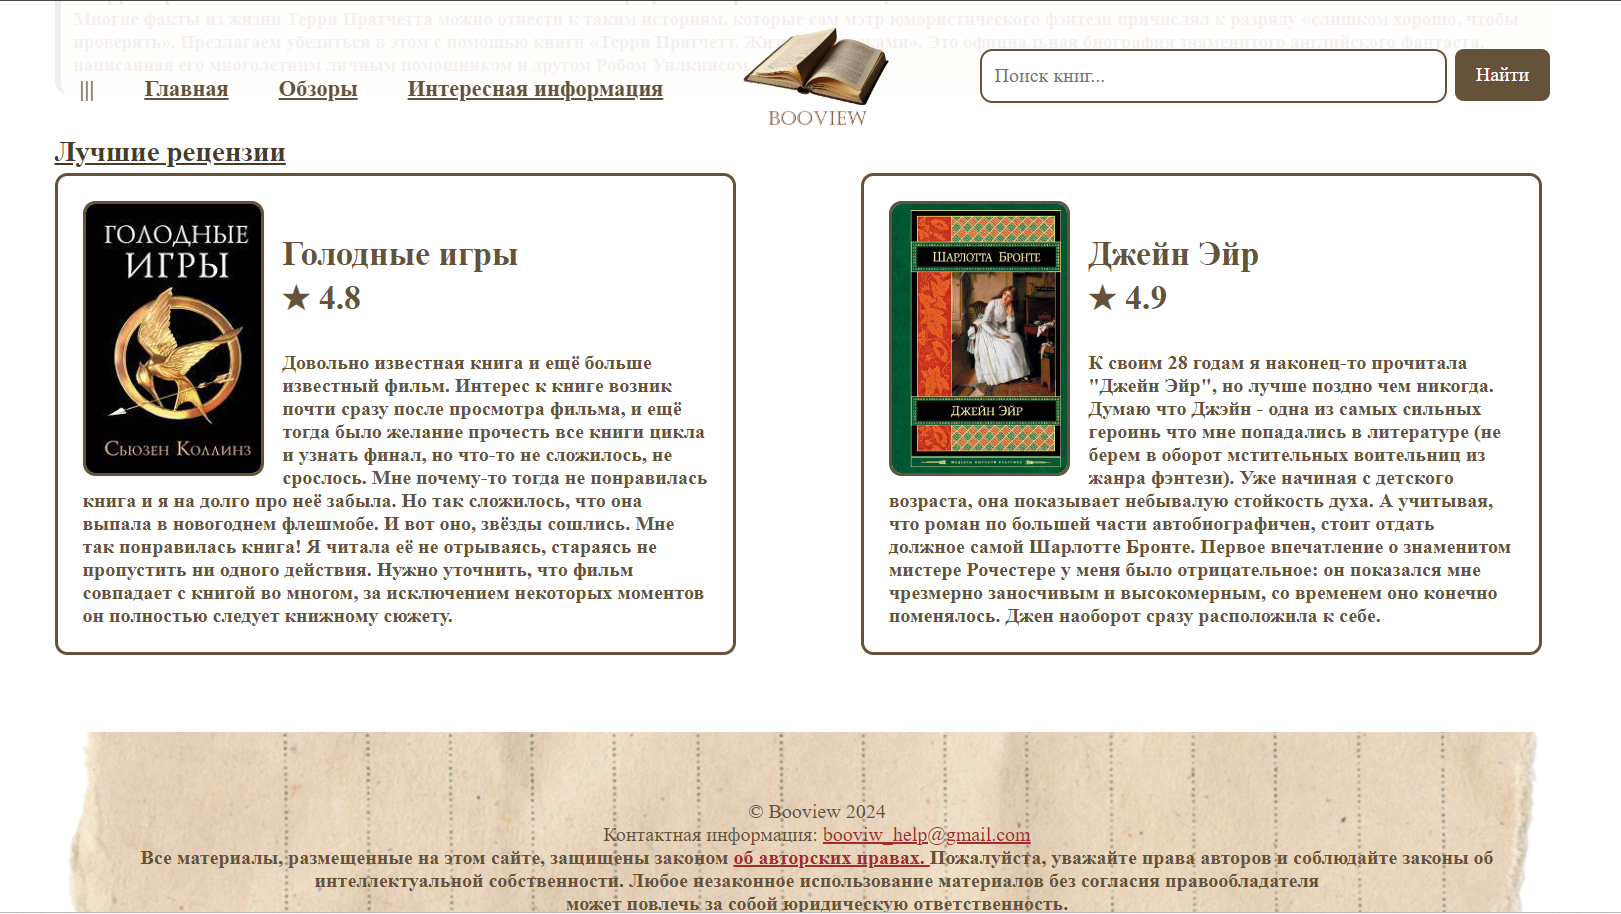 Многие факты из жизни Терри Пратчетта можно отнести к таким историям, которые сам мэтр юмористического фэнтези причислял к разряду «слишком хорошо, чтобы
проверять». Предлагаем убедиться в этом с помощью книги «Терри Пратчетт. Жизнь со сносками». Это официальная биография знаменитого английского фантаста,
написанная его многолетним личным помощником и другом Робом Уилкинсом.
||| Главная Обзоры Интересная информация
BOOVIEW
Поиск книг...
Найти
Лучшие рецензии
ГОЛОДНЫЕ
ИГРЫ
Сьюзен Коллинз
Голодные игры
★ 4.8
Довольно известная книга и ещё больше
известный фильм. Интерес к книге возник
почти сразу после просмотра фильма, и ещё
тогда было желание прочесть все книги цикла
и узнать финал, но что-то не сложилось, не
срослось. Мне почему-то тогда не понравилась
книга и я на долго про неё забыла. Но так сложилось, что она
выпала в новогоднем флешмобе. И вот оно, звёзды сошлись. Мне
так понравилась книга! Я читала её не отрываясь, стараясь не
пропустить ни одного действия. Нужно уточнить, что фильм
совпадает с книгой во многом, за исключением некоторых моментов
он полностью следует книжному сюжету.
Шарлотта Бронте
Джейн Эйр
Джейн Эйр
★ 4.9
К своим 28 годам я наконец-то прочитала
"Джейн Эйр", но лучше поздно чем никогда.
Думаю что Джэйн - одна из самых сильных
героинь что мне попадались в литературе (не
берем в оборот мстительных воительниц из
жанра фэнтези). Уже начиная с детского
возраста, она показывает небывалую стойкость духа. А учитывая,
что роман по большей части автобиографичен, стоит отдать
должное самой Шарлотте Бронте. Первое впечатление о знаменитом
мистере Рочестере у меня было отрицательное: он показался мне
чрезмерно заносчивым и высокомерным, со временем оно конечно
поменялось. Джен наоборот сразу расположила к себе.
© Booview 2024
Контактная информация: booviw_help@gmail.com
Все материалы, размещенные на этом сайте, защищены законом об авторских правах. Пожалуйста, уважайте права авторов и соблюдайте законы об
интеллектуальной собственности. Любое незаконное использование материалов без согласия правообладателя
может повлечь за собой юридическую ответственность.